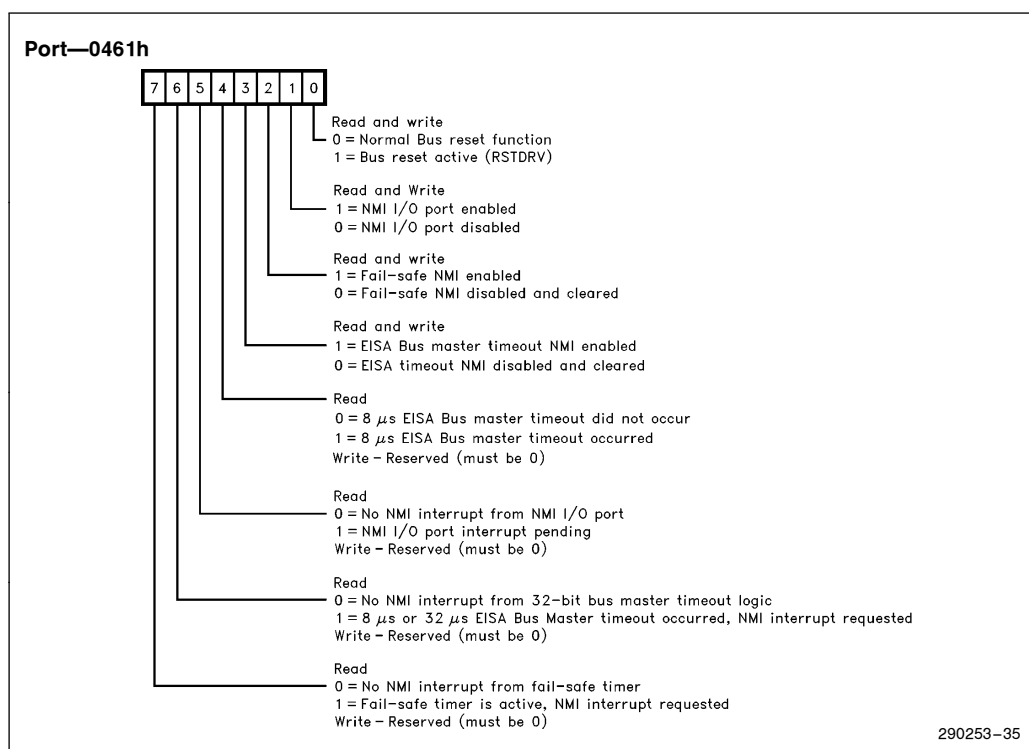 Port—0461h
7 6 5 4 3 2 1 0
Read and write
0 = Normal Bus reset function
1 = Bus reset active (RSTDRV)
Read and Write
1 = NMI I/O port enabled
0 = NMI I/O port disabled
Read and write
1 = Fail-safe NMI enabled
0 = Fail-safe NMI disabled and cleared
Read and write
1 = EISA Bus master timeout NMI enabled
0 = EISA timeout NMI disabled and cleared
Read
0 = 8 μs EISA Bus master timeout did not occur
1 = 8 μs EISA Bus master timeout occurred
Write – Reserved (must be 0)
Read
0 = No NMI interrupt from NMI I/O port
1 = NMI I/O port interrupt pending
Write – Reserved (must be 0)
Read
0 = No NMI interrupt from 32-bit bus master timeout logic
1 = 8 μs or 32 μs EISA Bus Master timeout occurred, NMI interrupt requested
Write – Reserved (must be 0)
Read
0 = No NMI interrupt from fail-safe timer
1 = Fail-safe timer is active, NMI interrupt requested
Write – Reserved (must be 0)
290253–35